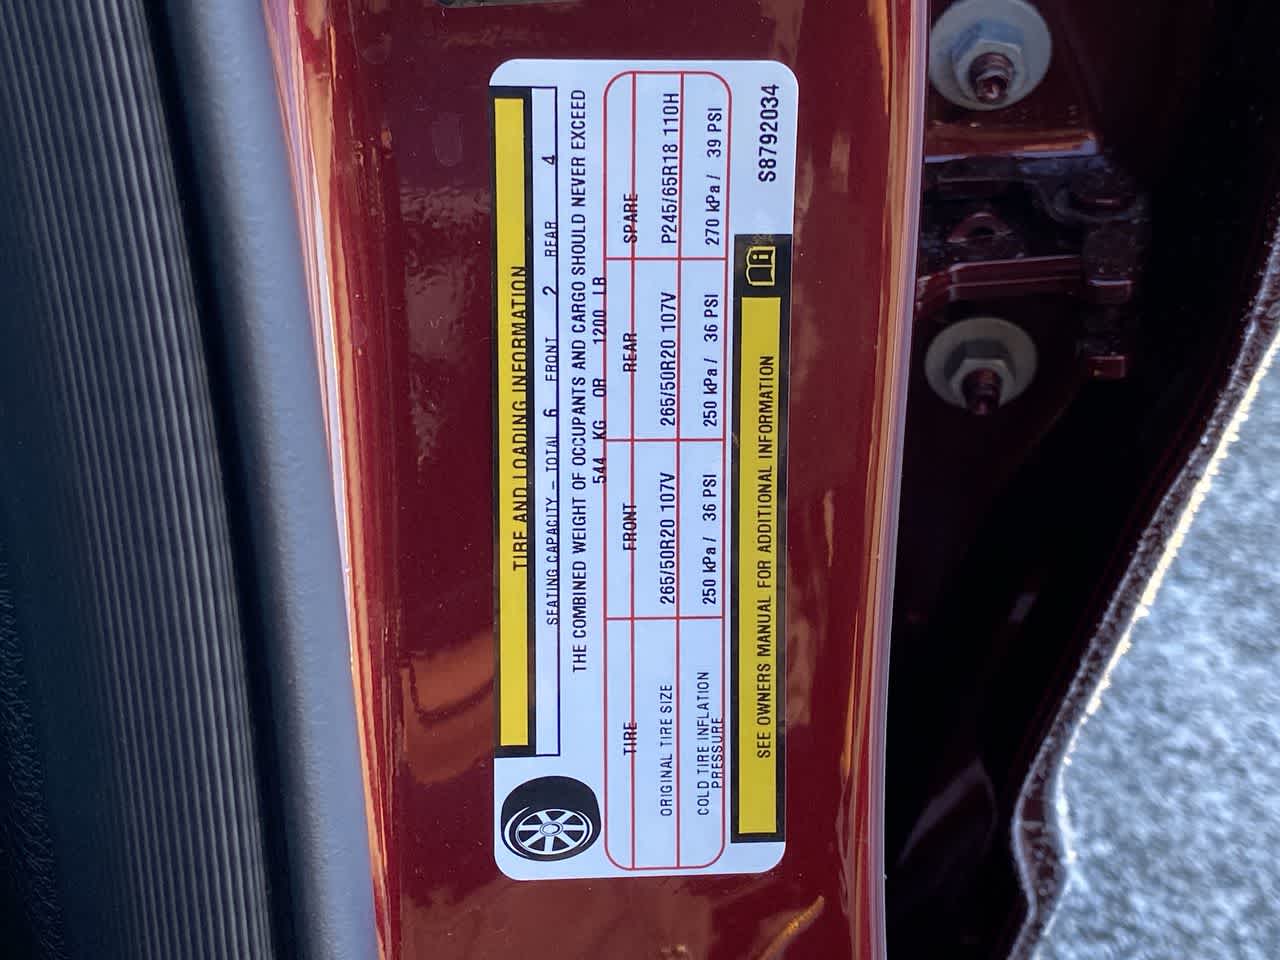 TIRE AND LOADING INFORMATION
SEATING CAPACITY – TOTAL 6 FRONT 2 REAR 4
THE COMBINED WEIGHT OF OCCUPANTS AND CARGO SHOULD NEVER EXCEED
544 KG OR 1200 LB
TIRE FRONT REAR SPARE
ORIGINAL TIRE SIZE 265/50R20 107V 265/50R20 107V P245/65R18 110H
COLD TIRE INFLATION PRESSURE 250 kPa / 36 PSI 250 kPa / 36 PSI 270 kPa / 39 PSI
SEE OWNERS MANUAL FOR ADDITIONAL INFORMATION
S8792034